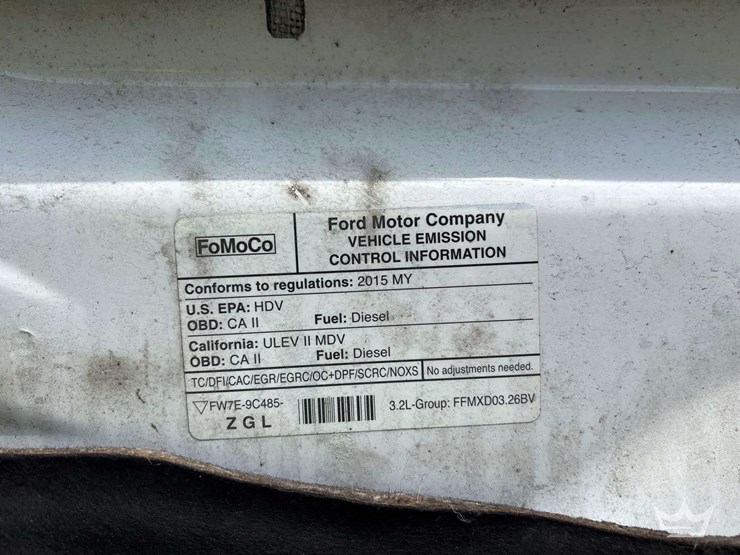 FoMoCo
Ford Motor Company
VEHICLE EMISSION
CONTROL INFORMATION
Conforms to regulations: 2015 MY
U.S. EPA: HDV
OBD: CA II Fuel: Diesel
California: ULEV II MDV
OBD: CA II Fuel: Diesel
TC/DFI/CAC/EGR/EGRC/OC+DPF/SCRC/NOXS No adjustments needed.
FW7E-9C485- 3.2L-Group: FFMXD03.26BV
Z G L